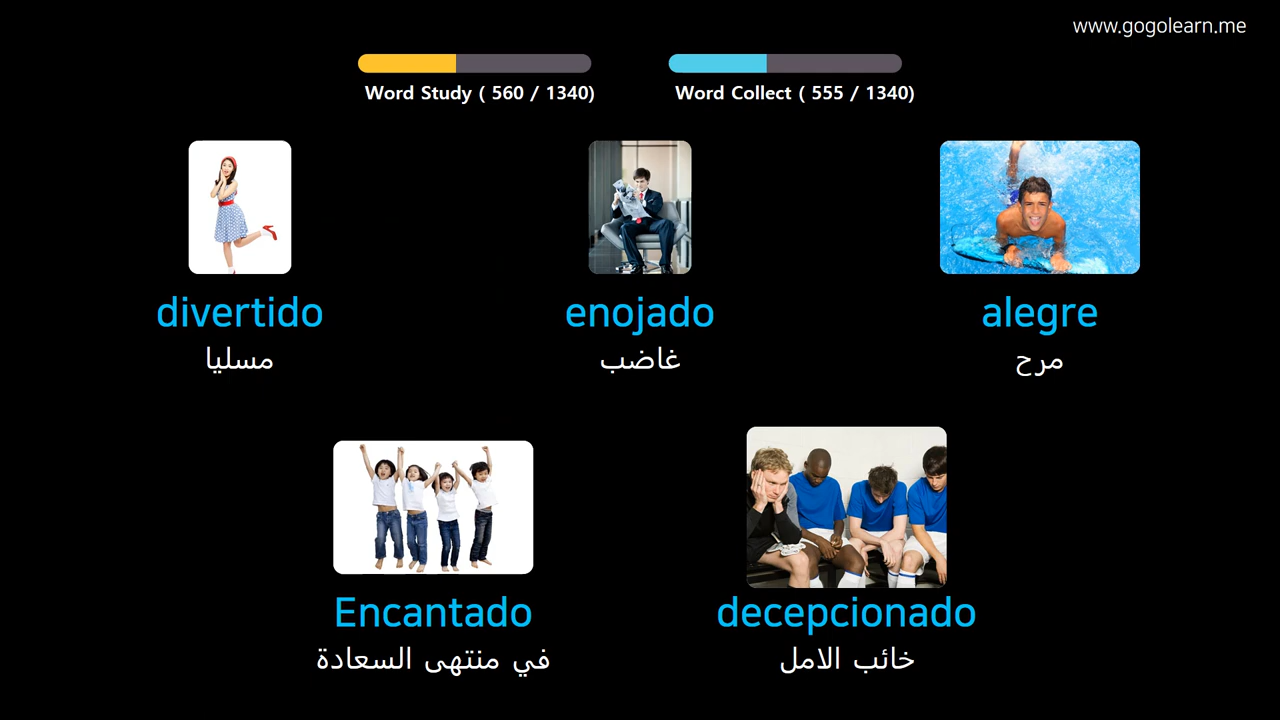 www.gogolearn.me
Word Study ( 560 / 1340)
Word Collect ( 555 / 1340)
divertido
مسليا
enojado
غاضب
alegre
مرح
Encantado
في منتهى السعادة
decepcionado
خائب الامل